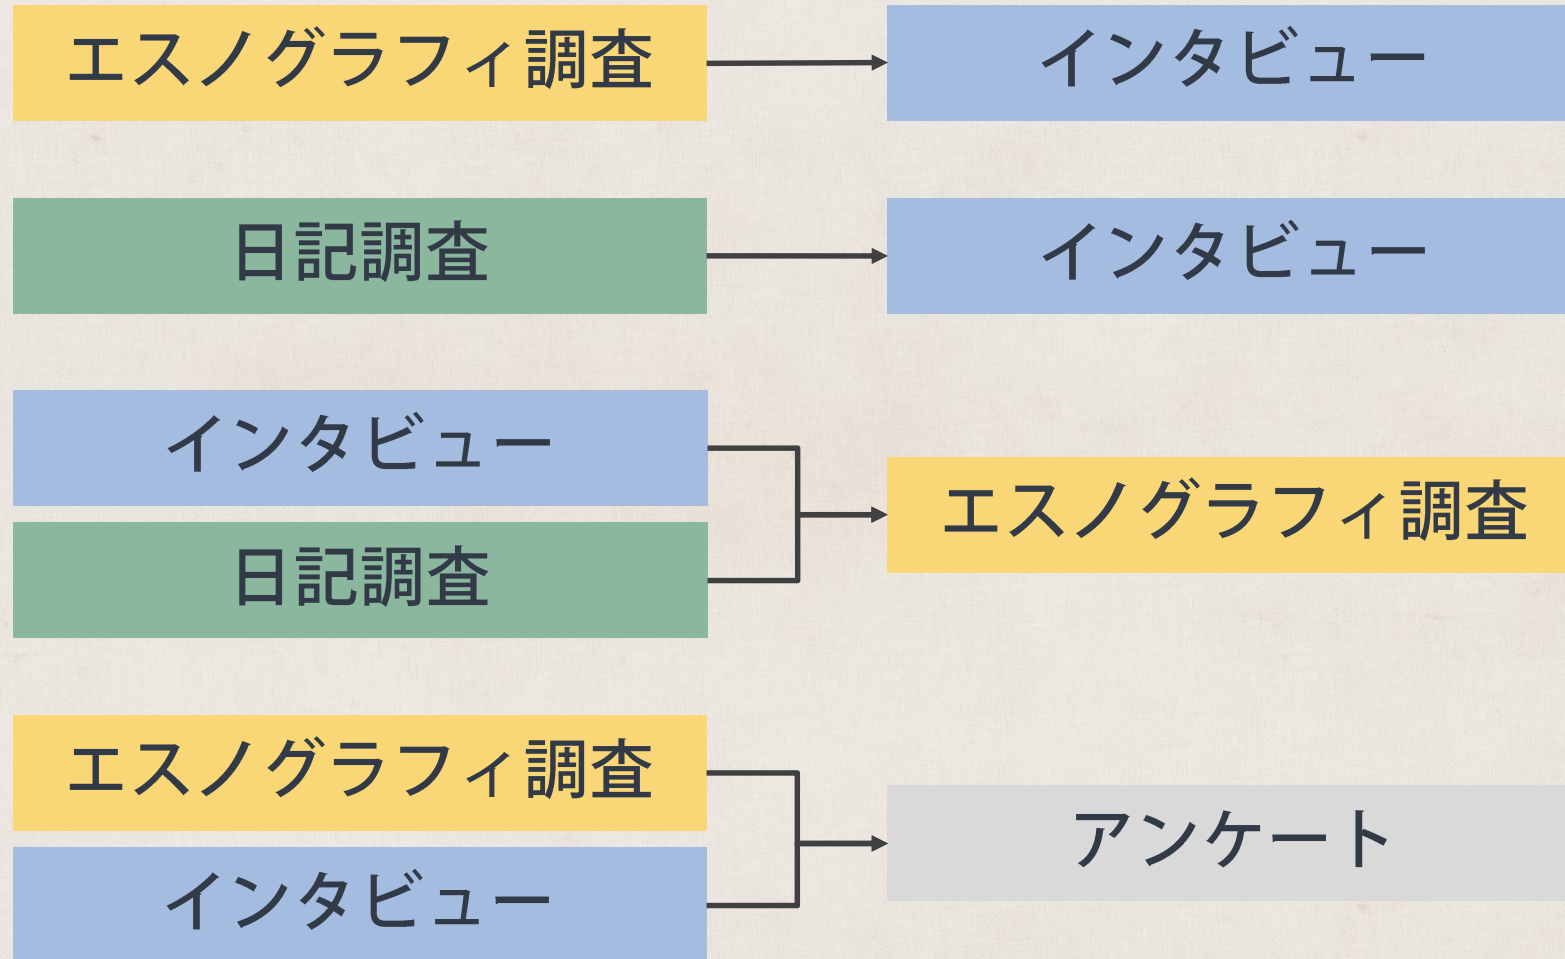 エスノグラフィ調査
インタビュー
日記調査
インタビュー
インタビュー
日記調査
エスノグラフィ調査
エスノグラフィ調査
インタビュー
アンケート